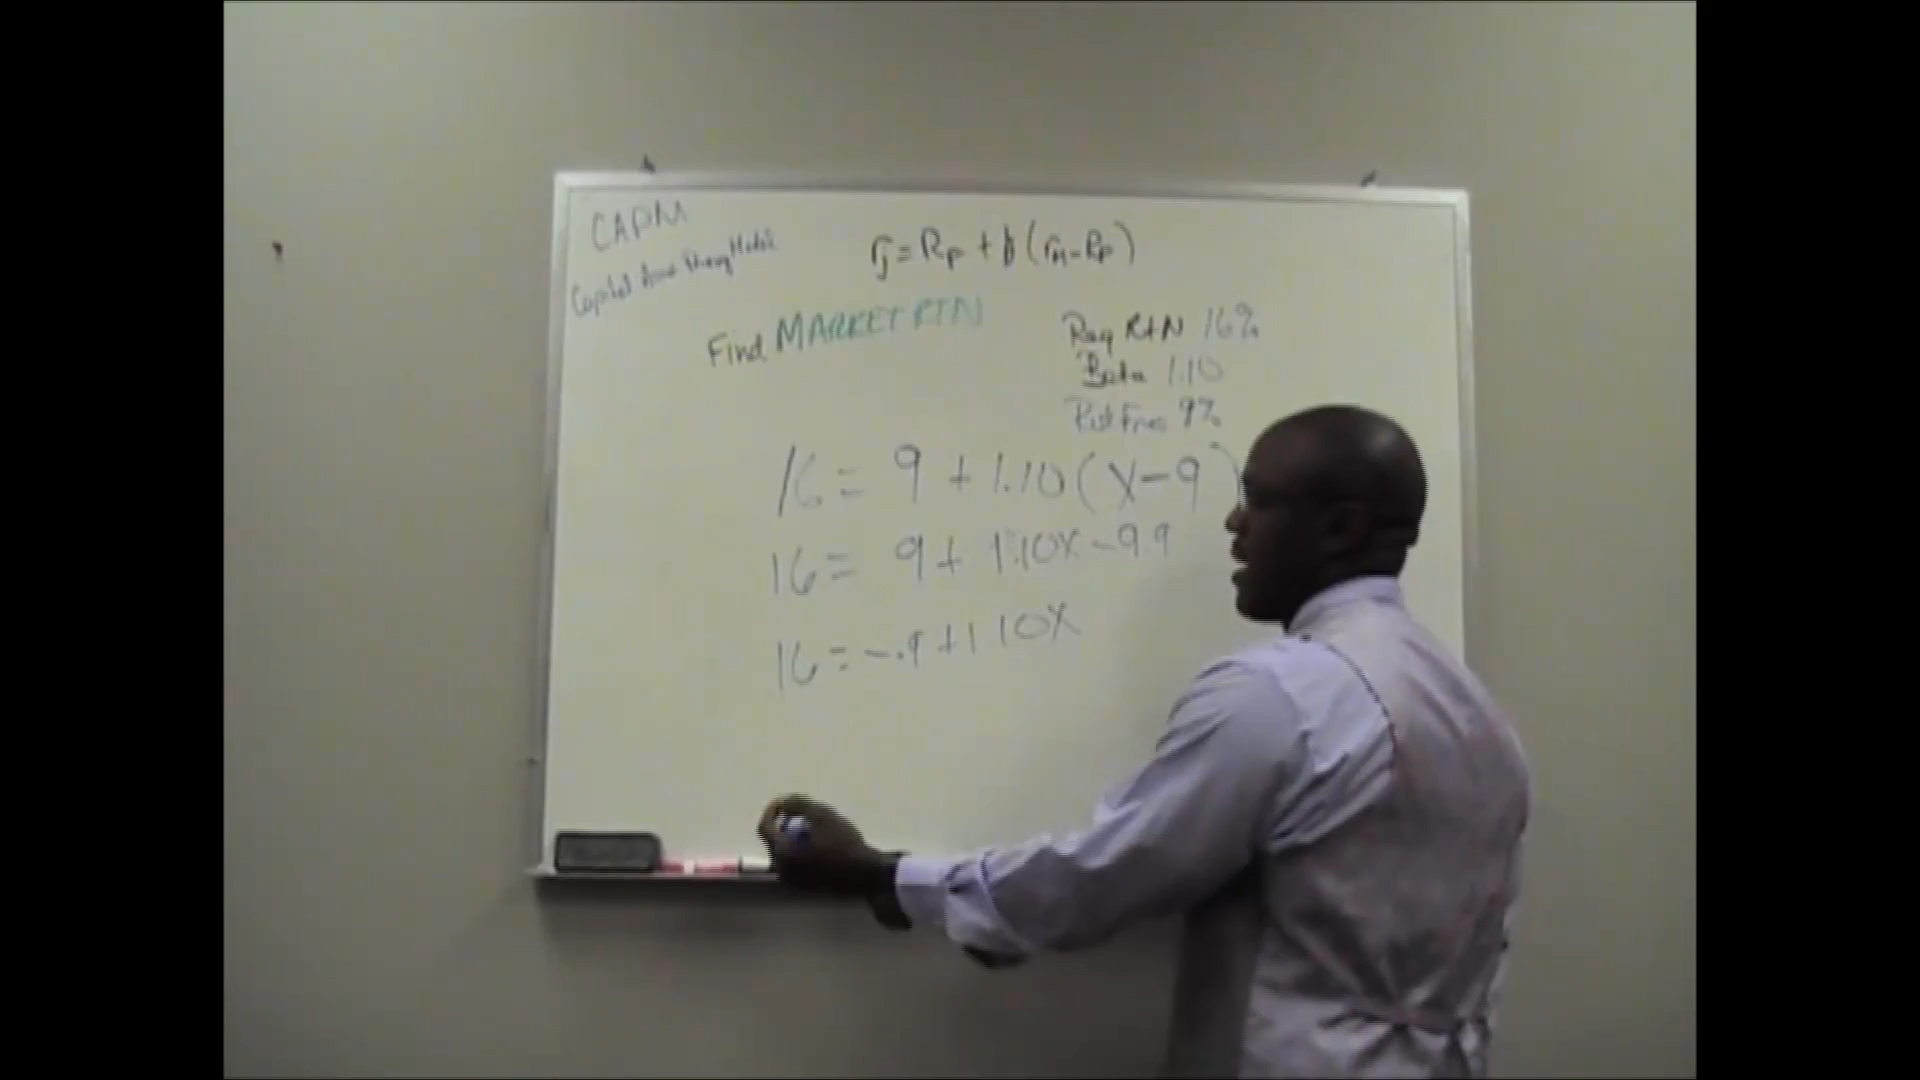 CAPM
Capital Asset Pricing Model
rj = RF + b (rM - RF)
Find MARKET RTN
Req RtN 16%
Beta 1.10
Risk Free 9%
16 = 9 + 1.10 ( X - 9 )
16 = 9 + 1.10X - 9.9
16 = -.9 + 1.10X